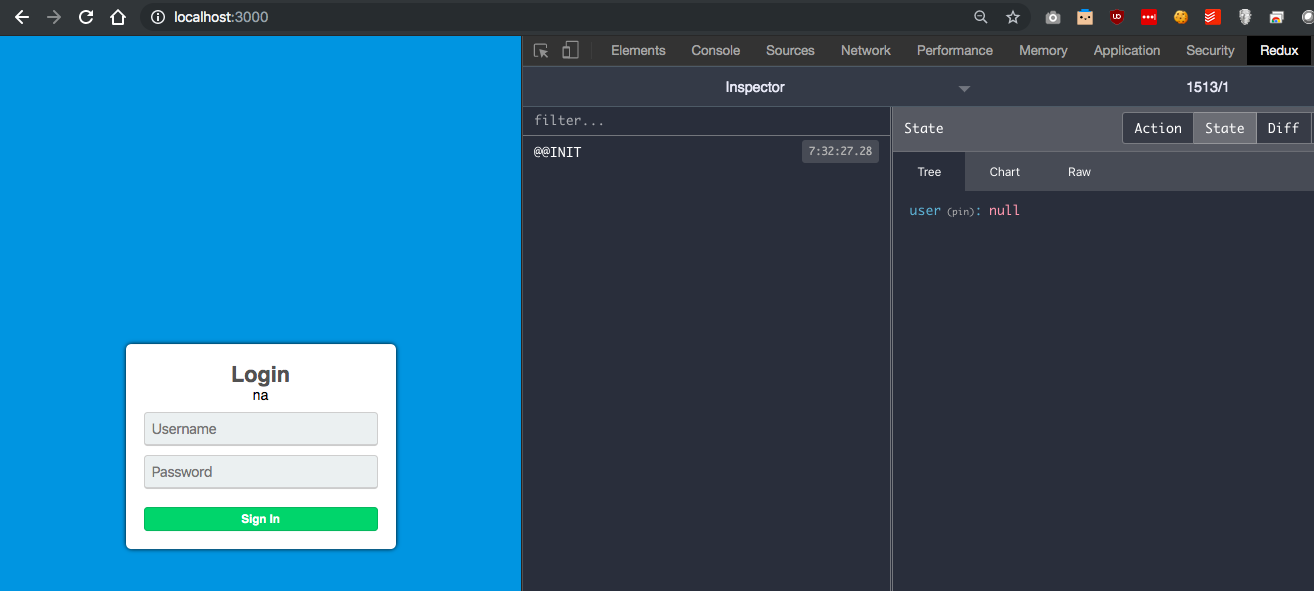 localhost:3000
Elements Console Sources Network Performance Memory Application Security Redux
Inspector 1513/1
filter...
State Action State Diff
@@INIT 7:32:27.28
Tree Chart Raw
user (pin): null
Login
na
Username
Password
Sign In